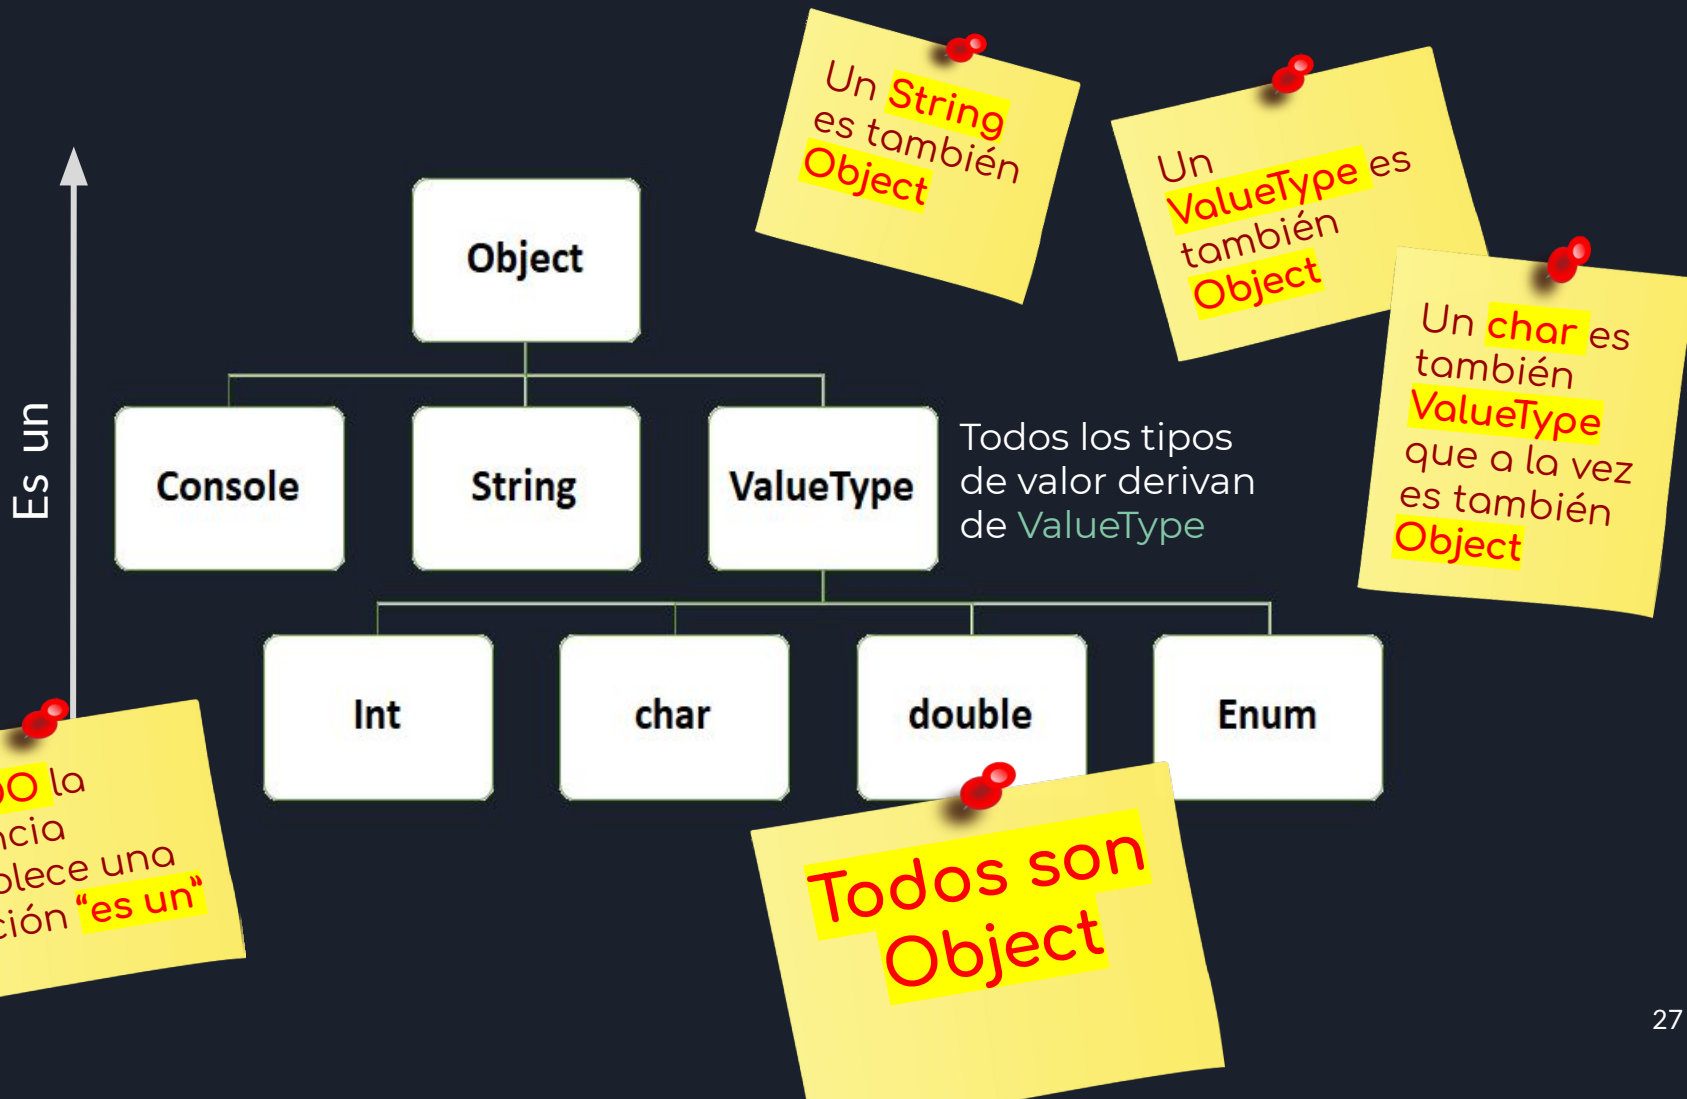 Un String
es también
Object
Un
ValueType es
también
Object
Un char es
también
ValueType
que a la vez
es también
Object
Es un
Object
Console
String
ValueType
Todos los tipos
de valor derivan
de ValueType
Int
char
double
Enum
la
una
"es un"
Todos son
Object
27